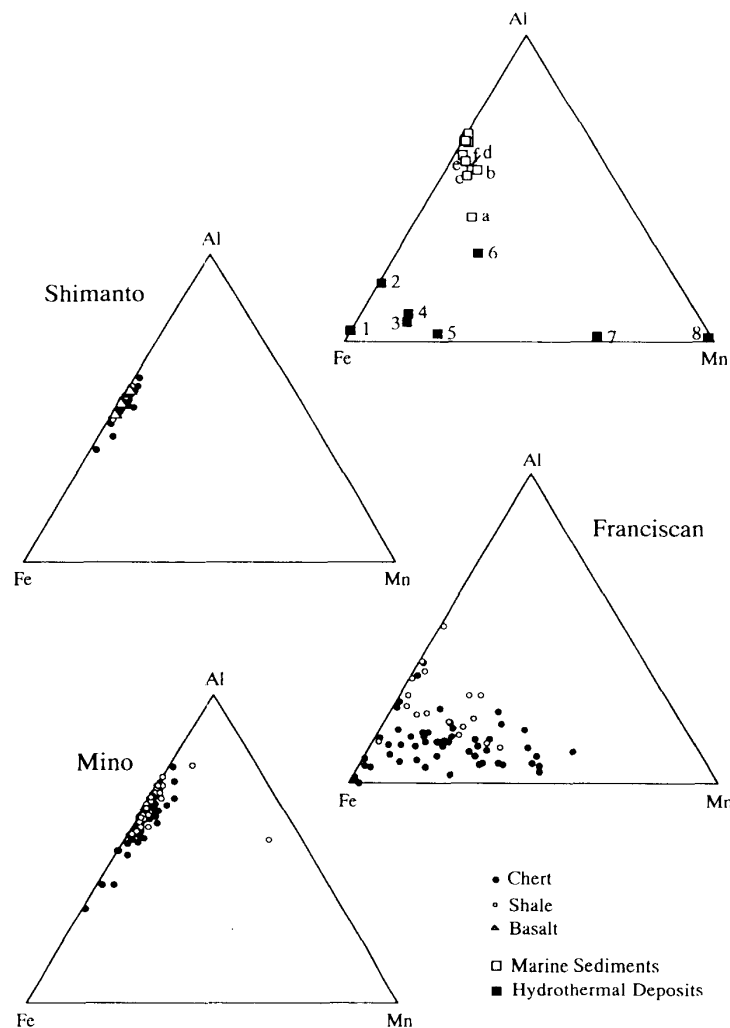 Al
f d
e b
c
a
6
2
4
3
5
7
1
8
Fe
Mn
Al
Shimanto
Fe
Mn
Al
Franciscan
Fe
Mn
Al
Mino
Fe
Mn
Chert
Shale
Basalt
Marine Sediments
Hydrothermal Deposits